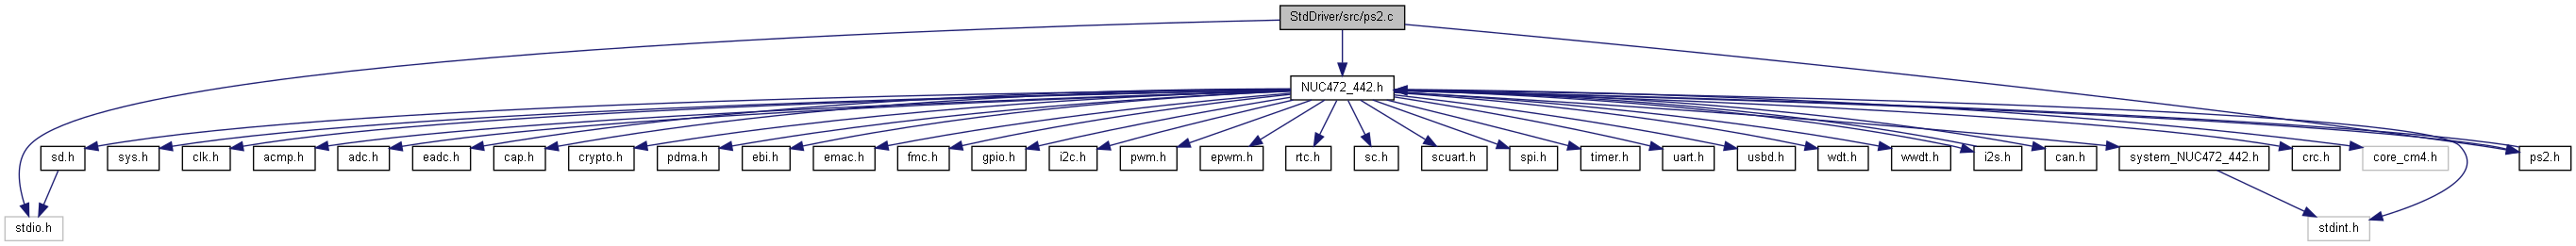 StdDriver/src/ps2.c
NUC472_442.h
sd.h
sys.h
clk.h
acmp.h
adc.h
eadc.h
cap.h
crypto.h
pdma.h
ebi.h
emac.h
fmc.h
gpio.h
i2c.h
pwm.h
epwm.h
rtc.h
sc.h
scuart.h
spi.h
timer.h
uart.h
usbd.h
wdt.h
wwdt.h
i2s.h
can.h
system_NUC472_442.h
crc.h
core_cm4.h
ps2.h
stdio.h
stdint.h